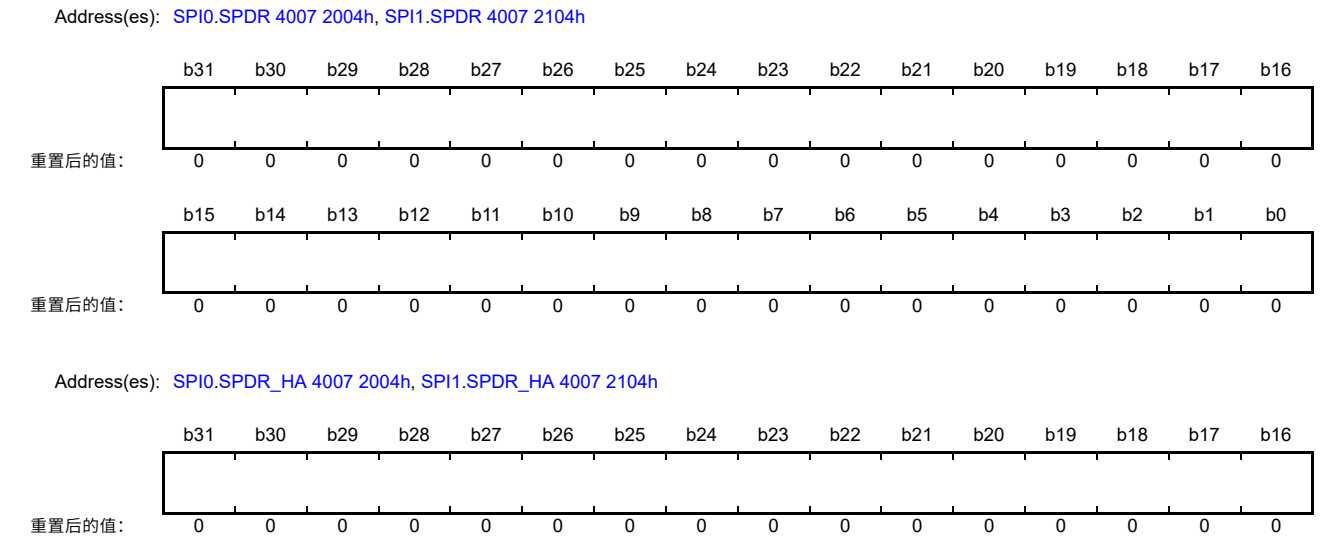 Address(es): SPI0.SPDR 4007 2004h, SPI1.SPDR 4007 2104h
b31 b30 b29 b28 b27 b26 b25 b24 b23 b22 b21 b20 b19 b18 b17 b16
重置后的值： 0 0 0 0 0 0 0 0 0 0 0 0 0 0 0 0
b15 b14 b13 b12 b11 b10 b9 b8 b7 b6 b5 b4 b3 b2 b1 b0
重置后的值： 0 0 0 0 0 0 0 0 0 0 0 0 0 0 0 0
Address(es): SPI0.SPDR_HA 4007 2004h, SPI1.SPDR_HA 4007 2104h
b31 b30 b29 b28 b27 b26 b25 b24 b23 b22 b21 b20 b19 b18 b17 b16
重置后的值： 0 0 0 0 0 0 0 0 0 0 0 0 0 0 0 0